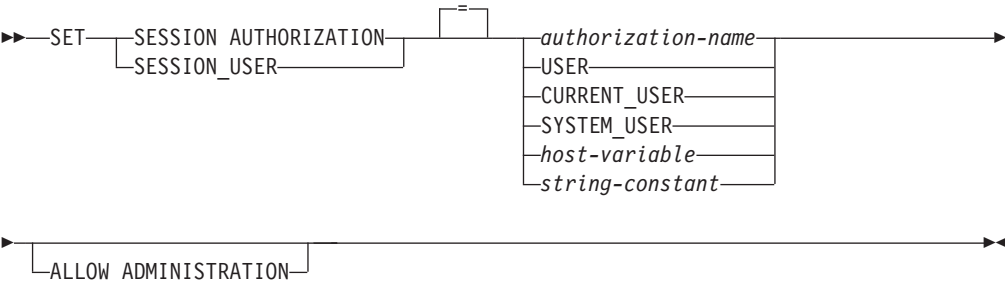 =
SET SESSION AUTHORIZATION authorization-name
SESSION_USER USER
CURRENT_USER
SYSTEM_USER
host-variable
string-constant
ALLOW ADMINISTRATION